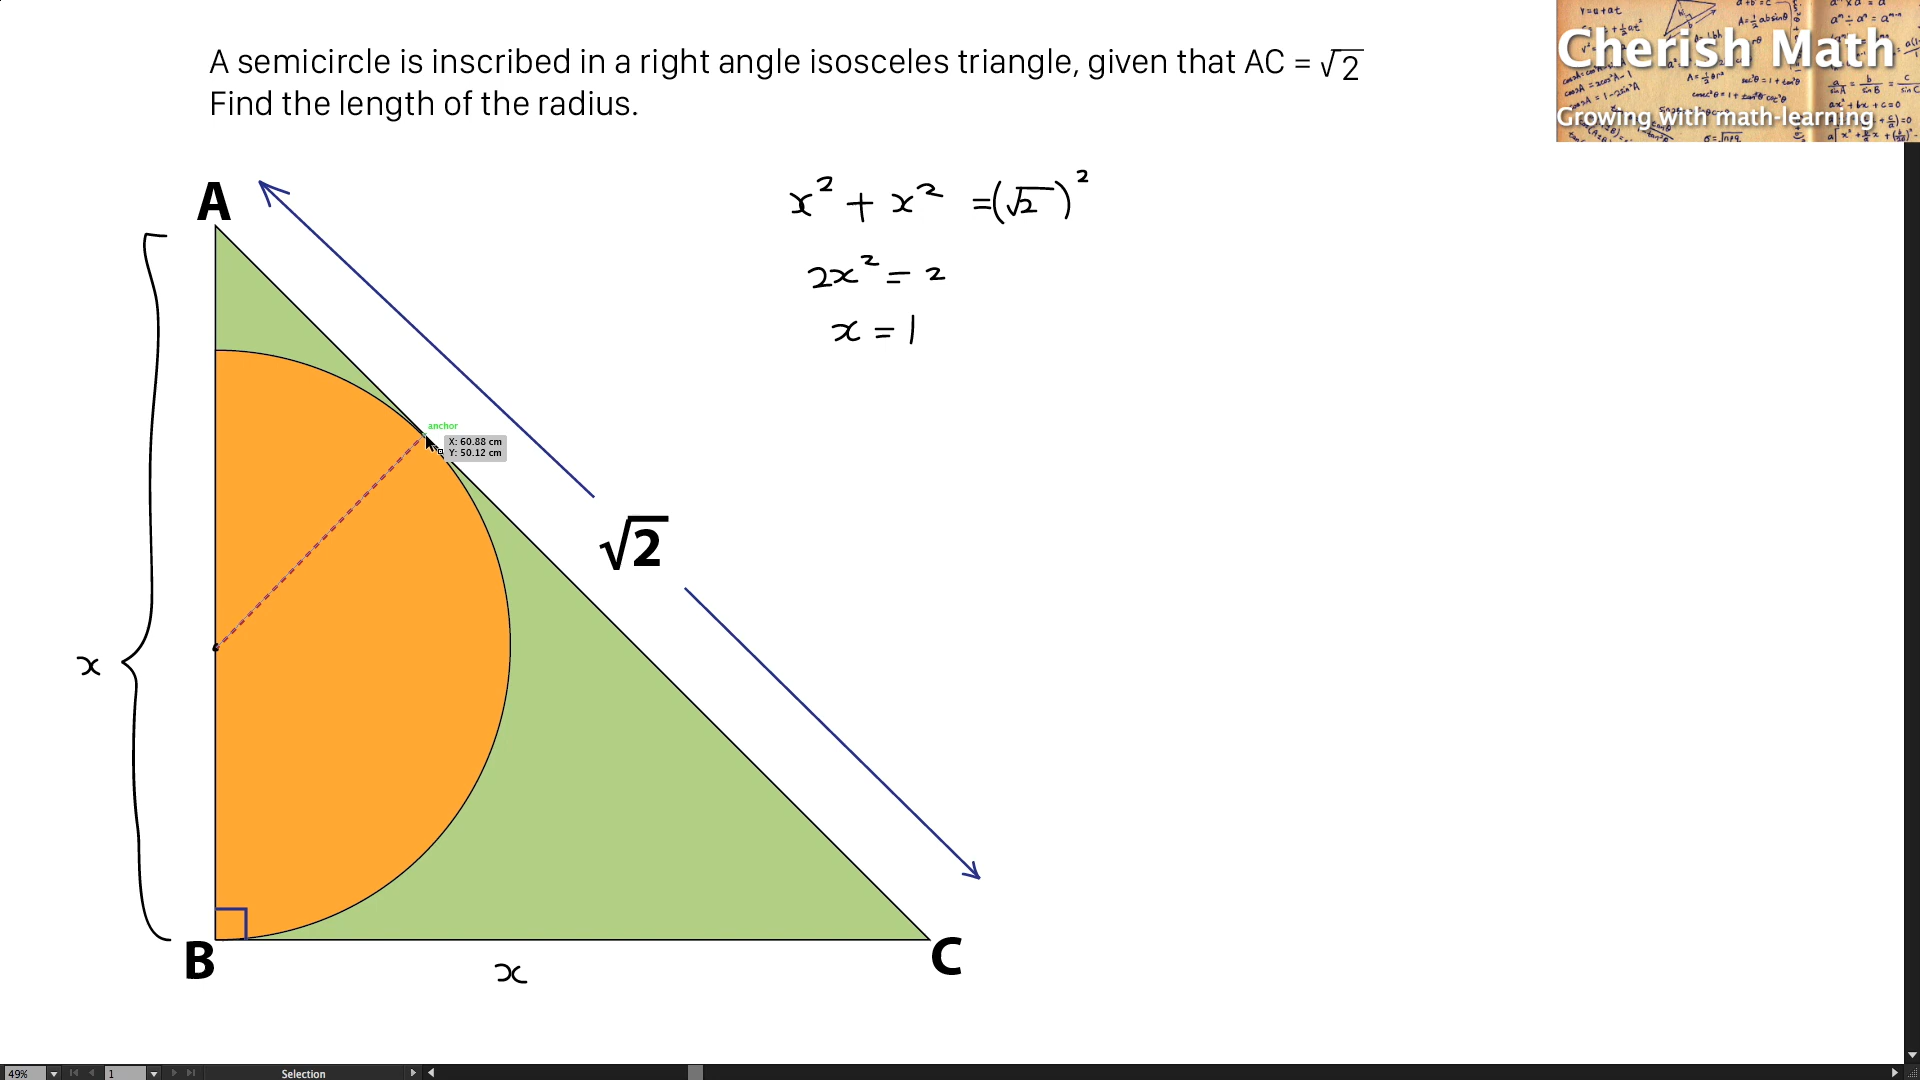 A semicircle is inscribed in a right angle isosceles triangle, given that AC = √2
Find the length of the radius.
Cherish Math
Growing with math-learning
A
x² + x² = (√2)²
2x² = 2
x = 1
anchor
X: 60.88 cm
Y: 50.12 cm
√2
x
B
C
x
49%
1
Selection